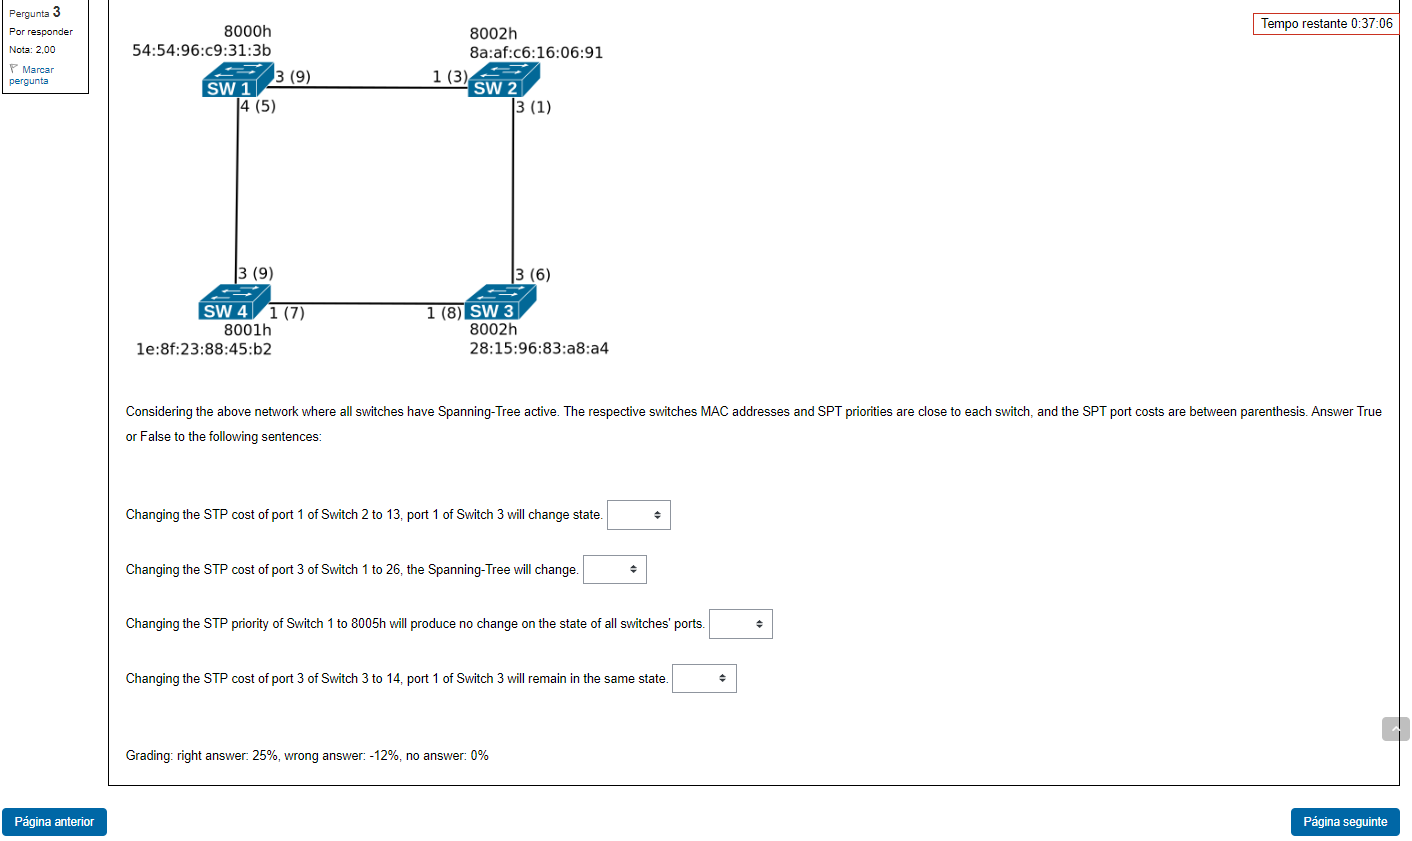 Pergunta 3
Por responder
Nota: 2,00
Marcar
pergunta
Tempo restante 0:37:06
8000h
54:54:96:c9:31:3b
8002h
8a:af:c6:16:06:91
SW 1
3 (9)
1 (3)
SW 2
4 (5)
3 (1)
3 (9)
3 (6)
SW 4
1 (7)
1 (8)
SW 3
8001h
1e:8f:23:88:45:b2
8002h
28:15:96:83:a8:a4
Considering the above network where all switches have Spanning-Tree active. The respective switches MAC addresses and SPT priorities are close to each switch, and the SPT port costs are between parenthesis. Answer True
or False to the following sentences:
Changing the STP cost of port 1 of Switch 2 to 13, port 1 of Switch 3 will change state.
Changing the STP cost of port 3 of Switch 1 to 26, the Spanning-Tree will change.
Changing the STP priority of Switch 1 to 8005h will produce no change on the state of all switches' ports.
Changing the STP cost of port 3 of Switch 3 to 14, port 1 of Switch 3 will remain in the same state.
Grading: right answer: 25%, wrong answer: -12%, no answer: 0%
Página anterior
Página seguinte